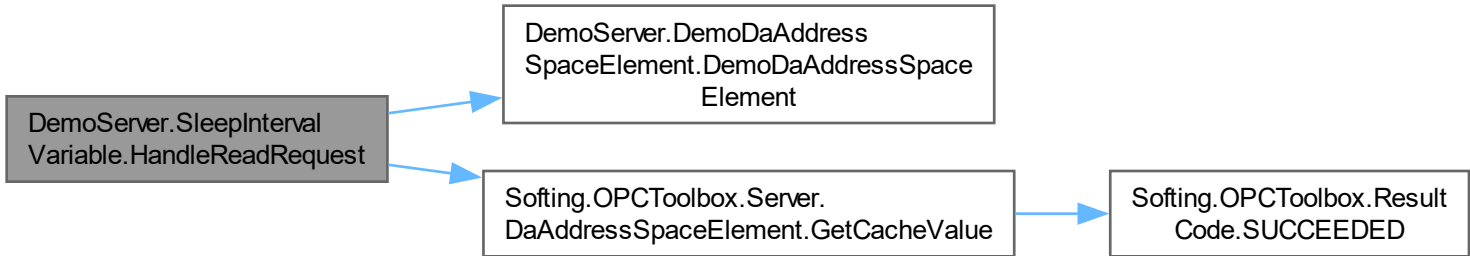 DemoServer.SleepInterval
Variable.HandleReadRequest
DemoServer.DemoDaAddress
SpaceElement.DemoDaAddressSpace
Element
Softing.OPCToolbox.Server.
DaAddressSpaceElement.GetCacheValue
Softing.OPCToolbox.Result
Code.SUCCEEDED